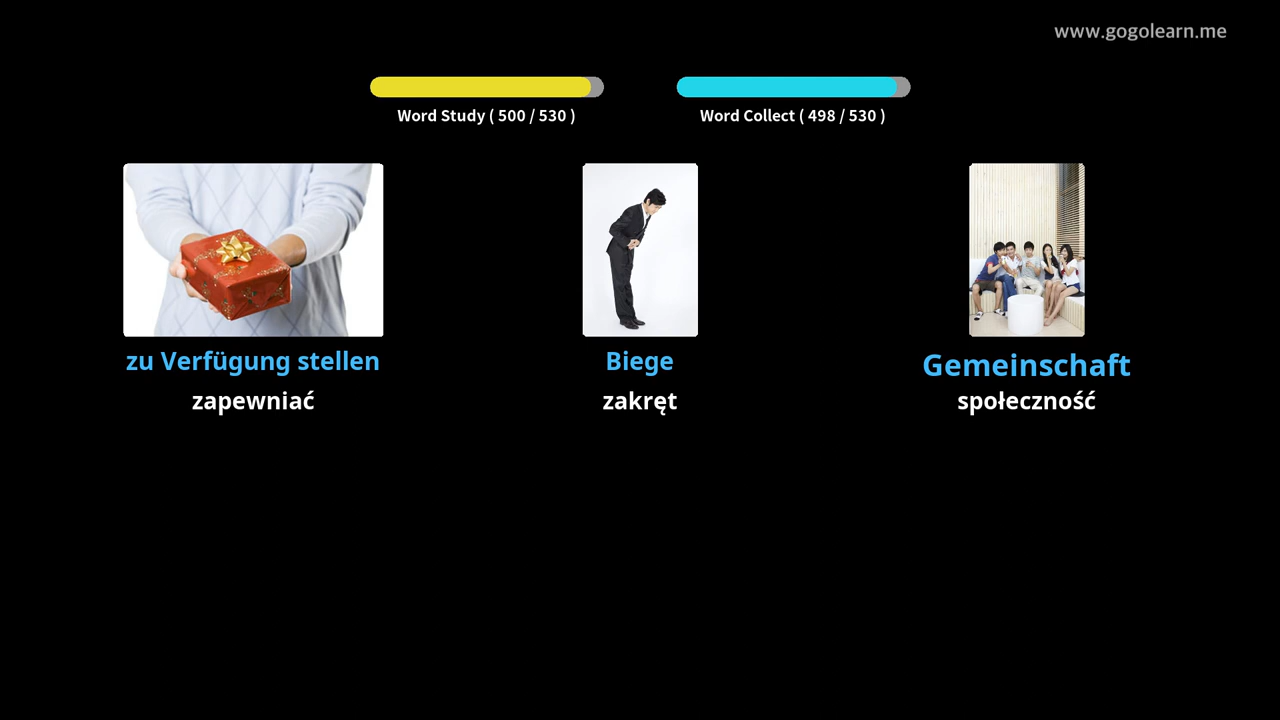 www.gogolearn.me
Word Study ( 500 / 530 )
Word Collect ( 498 / 530 )
zu Verfügung stellen
zapewniać
Biege
zakręt
Gemeinschaft
społeczność